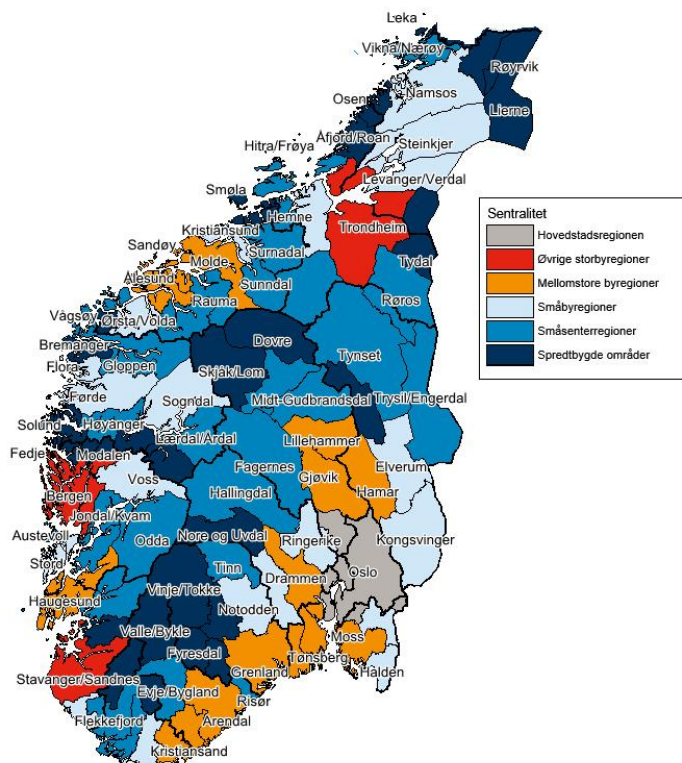 Leka
Vikna/Nærøy
Røyrvik
Namsos
Osen
Lierne
Åfjord/Roan
Steinkjer
Hitra/Frøya
Levanger/Verdal
Smøla
Hemne
Trondheim
Kristiansund
Sandøy
Surnadal
Tydal
Molde
Ålesund
Sunndal
Rauma
Røros
Vågsøy
Ørsta/Volda
Dovre
Bremanger
Tynset
Gloppen
Flora
Skjåk/Lom
Førde
Midt-Gudbrandsdal
Trysil/Engerdal
Sogndal
Solund
Høyanger
Lærdal/Årdal
Lillehammer
Fedje
Modalen
Fagernes
Elverum
Voss
Gjøvik
Hallingdal
Hamar
Bergen
Jondal/Kvam
Austevoll
Nore og Uvdal
Kongsvinger
Odda
Ringerike
Stord
Tinn
Oslo
Drammen
Haugesund
Vinje/Tokke
Notodden
Valle/Bykle
Moss
Fyresdal
Tønsberg
Grenland
Halden
Stavanger/Sandnes
Evje/Bygland
Risør
Flekkefjord
Arendal
Kristiansand
Sentralitet
Hovedstadsregionen
Øvrige storbyregioner
Mellomstore byregioner
Småbyregioner
Småsenterregioner
Spredtbygde områder